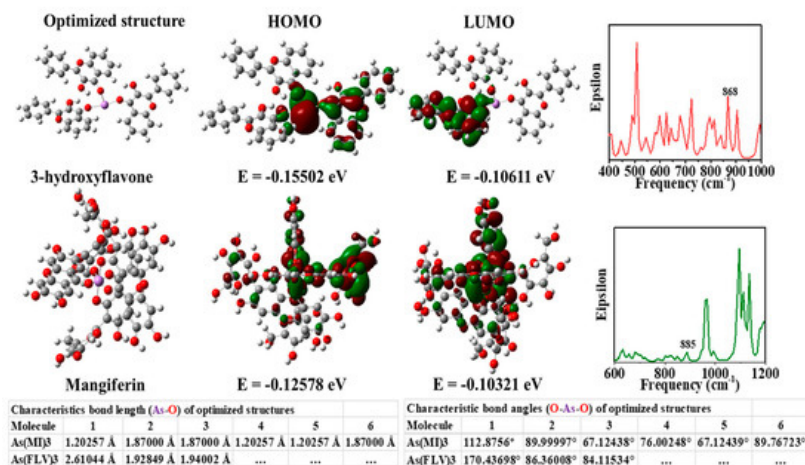 Optimized structure HOMO LUMO
Epsilon
868
400 500 600 700 800 900 1000
Frequency (cm-1)
3-hydroxyflavone E = -0.15502 eV E = -0.10611 eV
Eipsilon
885
600 800 1000 1200
Frequency (cm-1)
Mangiferin E = -0.12578 eV E = -0.10321 eV
Characteristics bond length (As-O) of optimized structures
Molecule 1 2 3 4 5 6
As(MI)3 1.20257 Å 1.87000 Å 1.87000 Å 1.20257 Å 1.20257 Å 1.87000 Å
As(FLV)3 2.61044 Å 1.92849 Å 1.94002 Å ... ... ...
Characteristic bond angles (O-As-O) of optimized structures
Molecule 1 2 3 4 5 6
As(MI)3 112.8756° 89.99997° 67.12438° 76.00248° 67.12439° 89.76723°
As(FLV)3 170.43698° 86.36008° 84.11534° ... ... ...